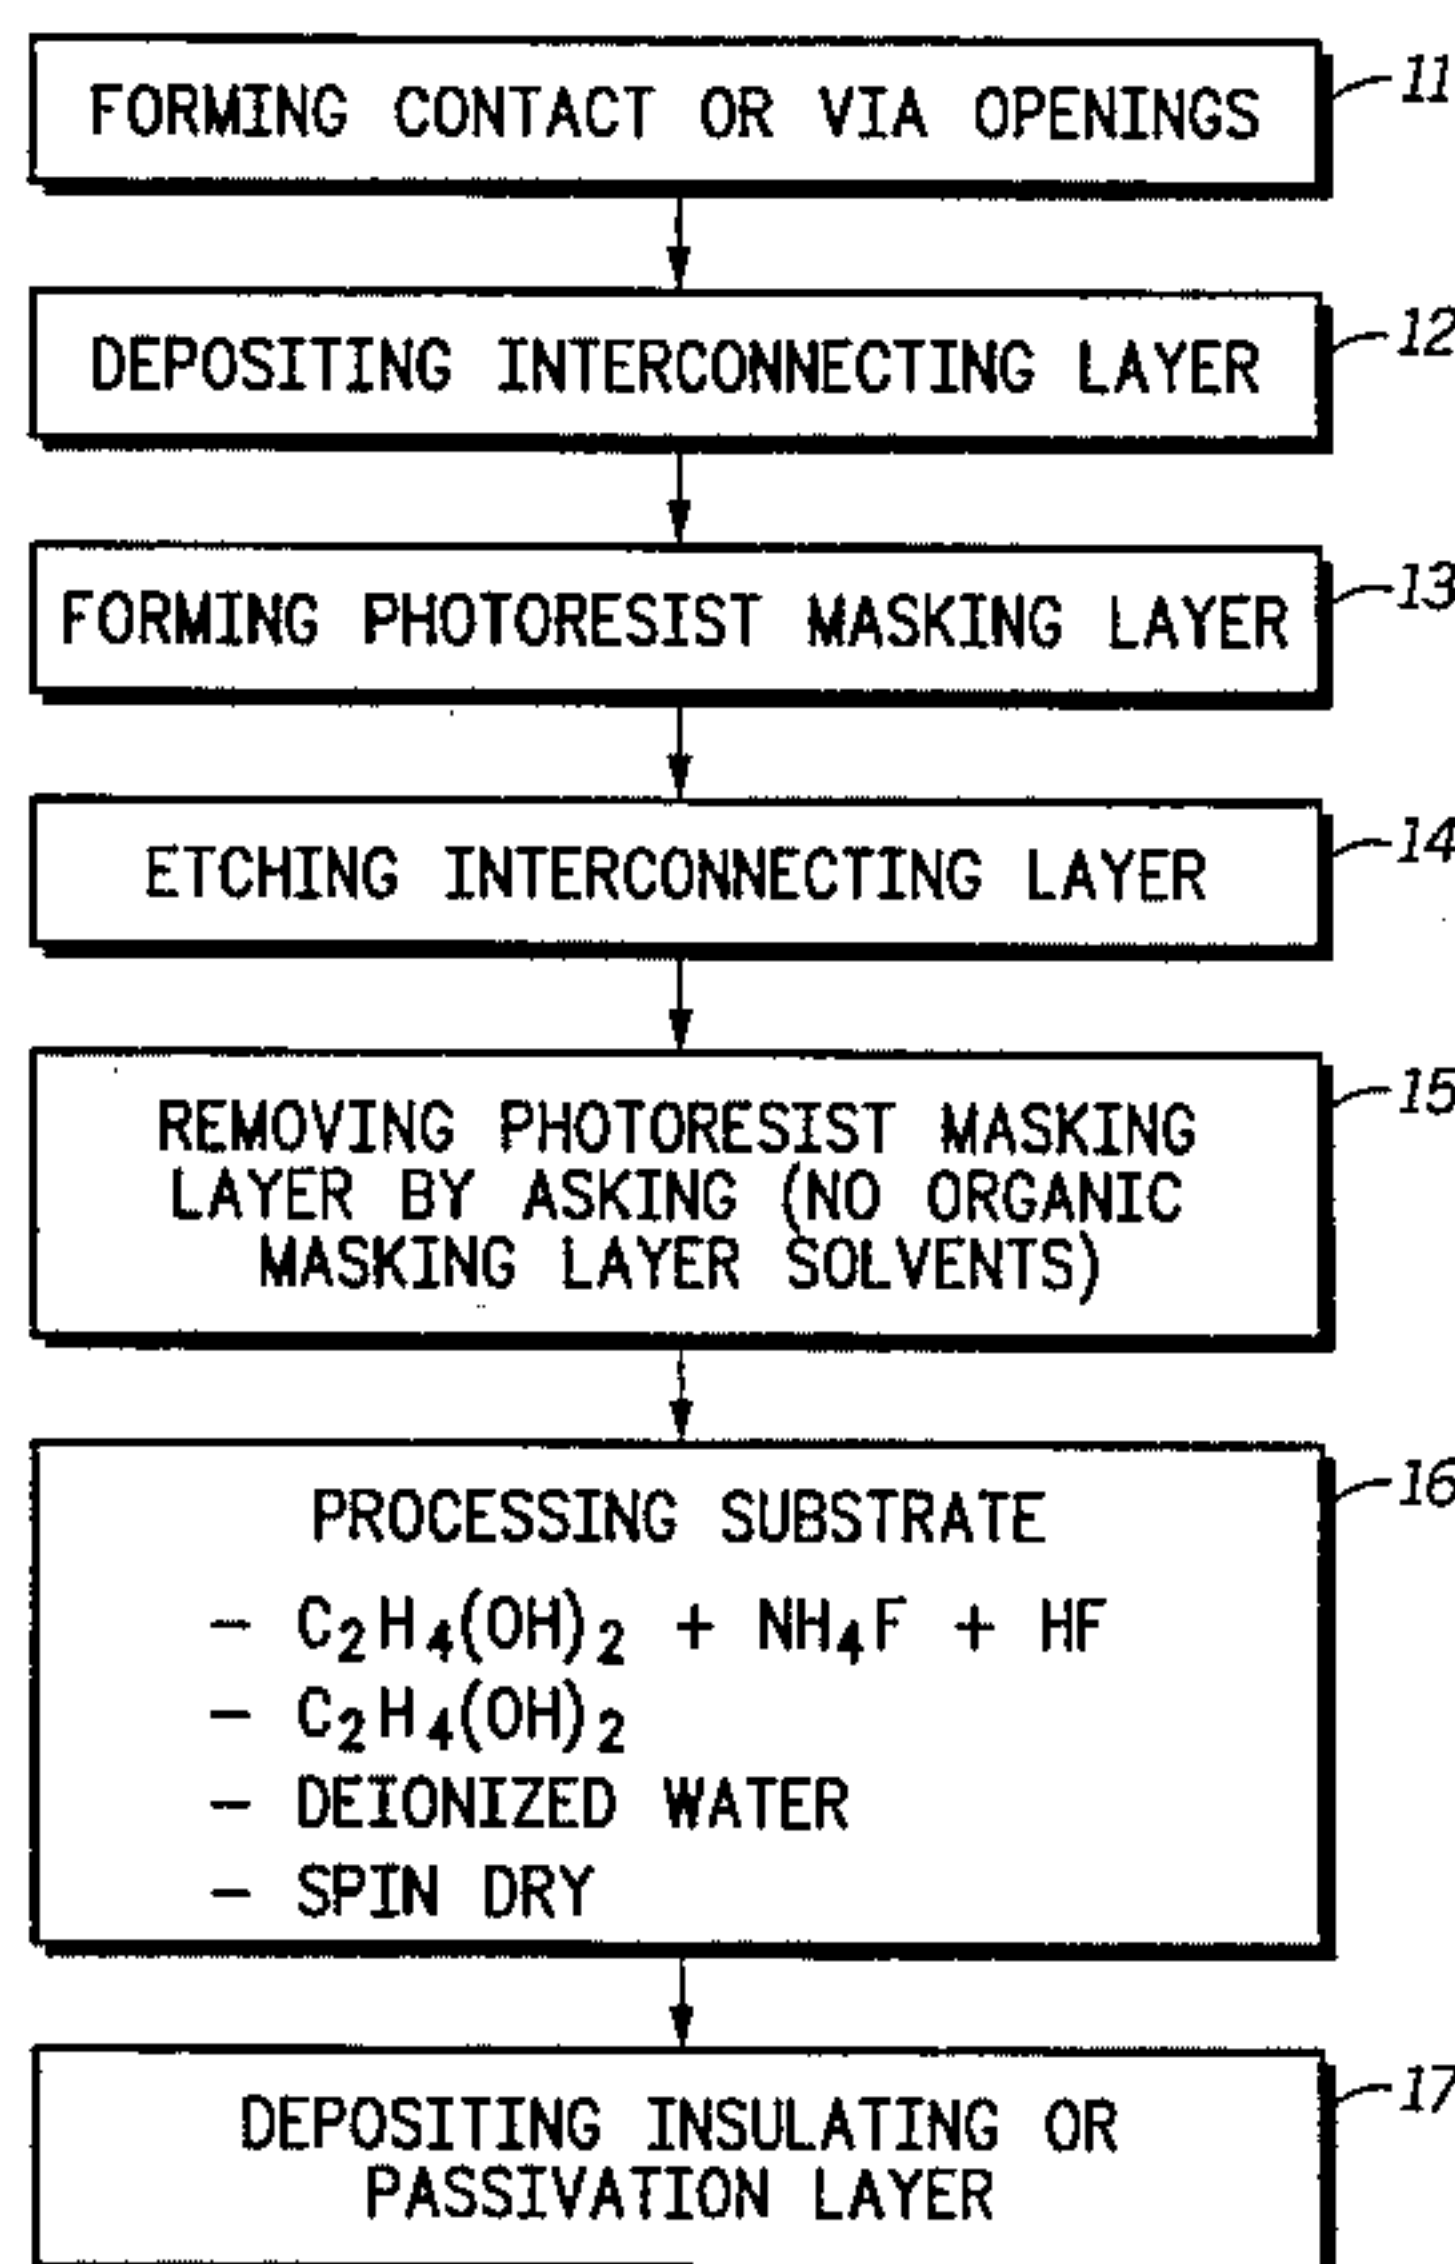 FORMING CONTACT OR VIA OPENINGS
11
DEPOSITING INTERCONNECTING LAYER
12
FORMING PHOTORESIST MASKING LAYER
13
ETCHING INTERCONNECTING LAYER
14
REMOVING PHOTORESIST MASKING
15
LAYER BY ASKING (NO ORGANIC
MASKING LAYER SOLVENTS)
PROCESSING SUBSTRATE
16
- C₂H₄(OH)₂ + NH₄F + HF
- C₂H₄(OH)₂
- DEIONIZED WATER
- SPIN DRY
DEPOSITING INSULATING OR
17
PASSIVATION LAYER